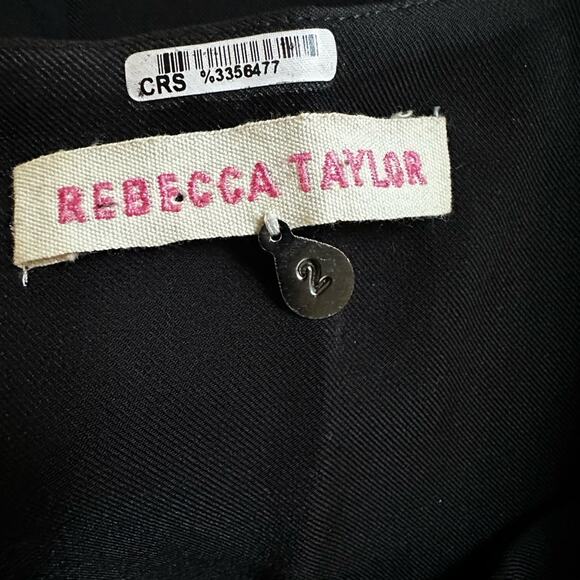 CRS %3356477
REBECCA TAYLOR
2